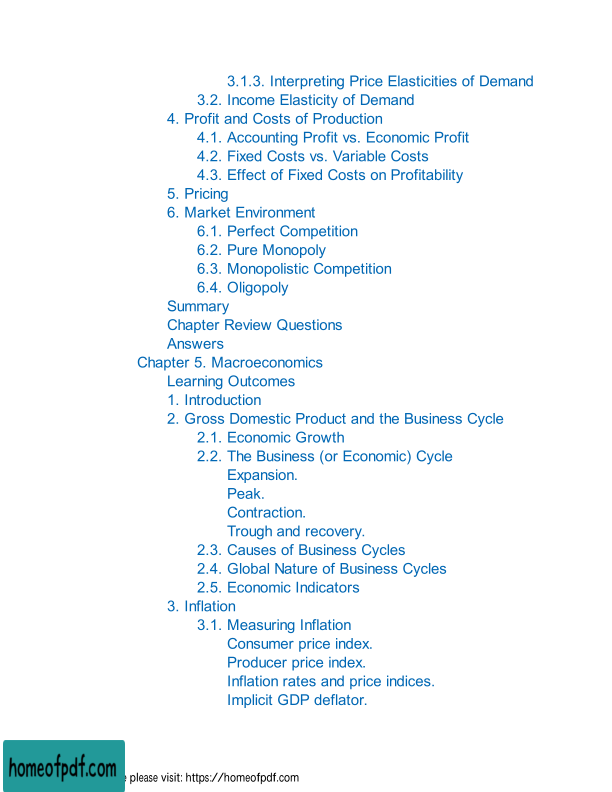 3.1.3. Interpreting Price Elasticities of Demand
3.2. Income Elasticity of Demand
4. Profit and Costs of Production
4.1. Accounting Profit vs. Economic Profit
4.2. Fixed Costs vs. Variable Costs
4.3. Effect of Fixed Costs on Profitability
5. Pricing
6. Market Environment
6.1. Perfect Competition
6.2. Pure Monopoly
6.3. Monopolistic Competition
6.4. Oligopoly
Summary
Chapter Review Questions
Answers
Chapter 5. Macroeconomics
Learning Outcomes
1. Introduction
2. Gross Domestic Product and the Business Cycle
2.1. Economic Growth
2.2. The Business (or Economic) Cycle
Expansion.
Peak.
Contraction.
Trough and recovery.
2.3. Causes of Business Cycles
2.4. Global Nature of Business Cycles
2.5. Economic Indicators
3. Inflation
3.1. Measuring Inflation
Consumer price index.
Producer price index.
Inflation rates and price indices.
Implicit GDP deflator.
homeofpdf.com
please visit: https://homeofpdf.com